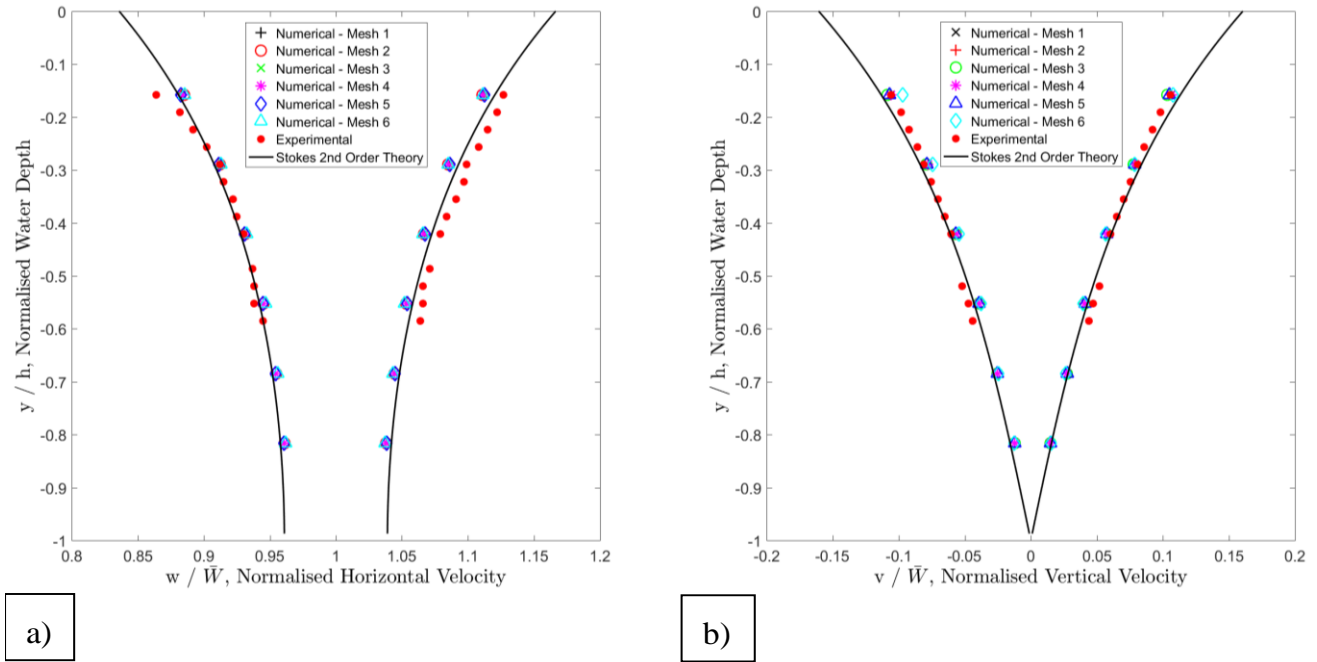 0
-0.1
-0.2
-0.3
-0.4
-0.5
-0.6
-0.7
-0.8
-0.9
-1
y / h, Normalised Water Depth
Numerical - Mesh 1
Numerical - Mesh 2
Numerical - Mesh 3
Numerical - Mesh 4
Numerical - Mesh 5
Numerical - Mesh 6
Experimental
Stokes 2nd Order Theory
0.8 0.9 0.95 1 1.05 1.1 1.15 1.2
w / W̄, Normalised Horizontal Velocity
a)
0
-0.1
-0.2
-0.3
-0.4
-0.5
-0.6
-0.7
-0.8
-0.9
-1
y / h, Normalised Water Depth
Numerical - Mesh 1
Numerical - Mesh 2
Numerical - Mesh 3
Numerical - Mesh 4
Numerical - Mesh 5
Numerical - Mesh 6
Experimental
Stokes 2nd Order Theory
-0.2 -0.1 -0.05 0 0.05 0.1 0.15 0.2
v / W̄, Normalised Vertical Velocity
b)